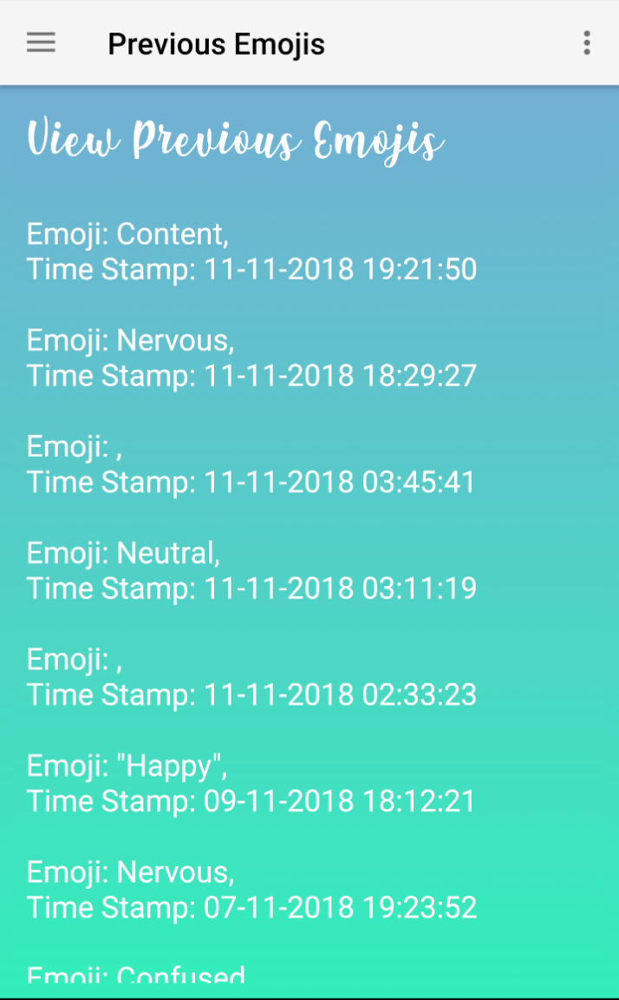 Previous Emojis
View Previous Emojis
Emoji: Content,
Time Stamp: 11-11-2018 19:21:50
Emoji: Nervous,
Time Stamp: 11-11-2018 18:29:27
Emoji: ,
Time Stamp: 11-11-2018 03:45:41
Emoji: Neutral,
Time Stamp: 11-11-2018 03:11:19
Emoji: ,
Time Stamp: 11-11-2018 02:33:23
Emoji: "Happy",
Time Stamp: 09-11-2018 18:12:21
Emoji: Nervous,
Time Stamp: 07-11-2018 19:23:52
Emoji: Confused